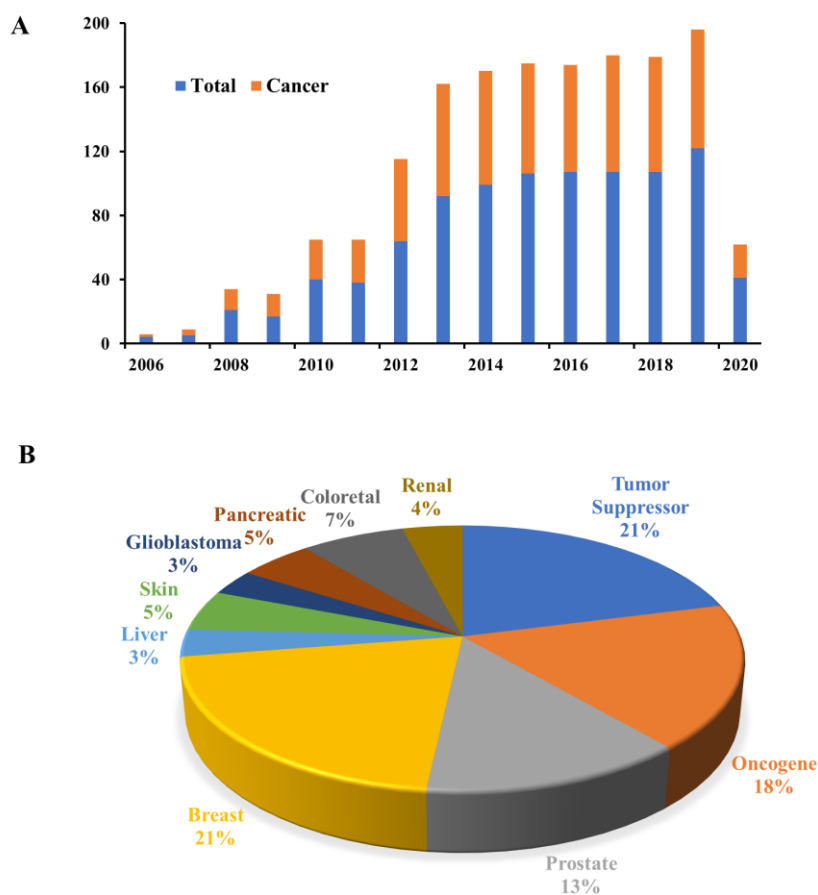 A
200
160
120
80
40
0
Total Cancer
2006 2008 2010 2012 2014 2016 2018 2020
B
Tumor
Suppressor
21%
Oncogene
18%
Prostate
13%
Breast
21%
Liver
3%
Skin
5%
Glioblastoma
3%
Pancreatic
5%
Coloretal
7%
Renal
4%